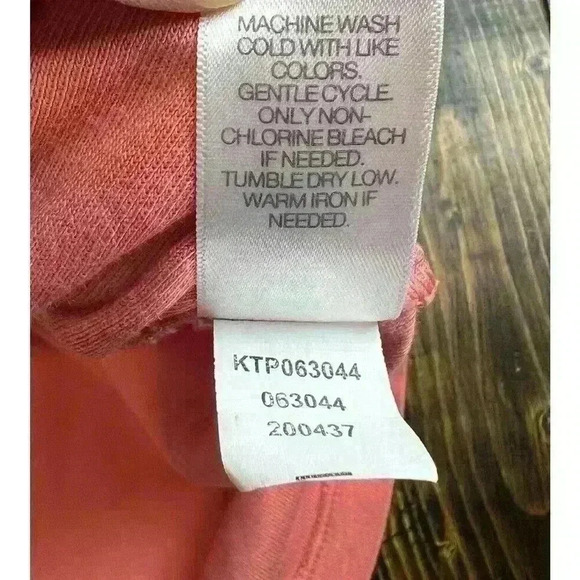 MACHINE WASH
COLD WITH LIKE
COLORS.
GENTLE CYCLE.
ONLY NON-
CHLORINE BLEACH
IF NEEDED.
TUMBLE DRY LOW.
WARM IRON IF
NEEDED.
KTP063044
063044
200437